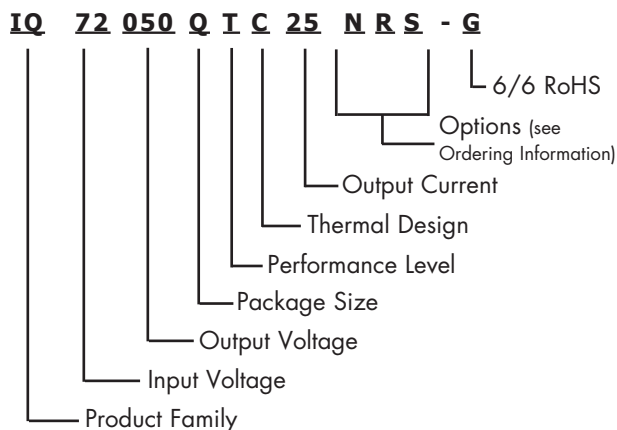 IQ 72 050 Q T C 25 N R S - G
6/6 RoHS
Options (see
Ordering Information)
Output Current
Thermal Design
Performance Level
Package Size
Output Voltage
Input Voltage
Product Family